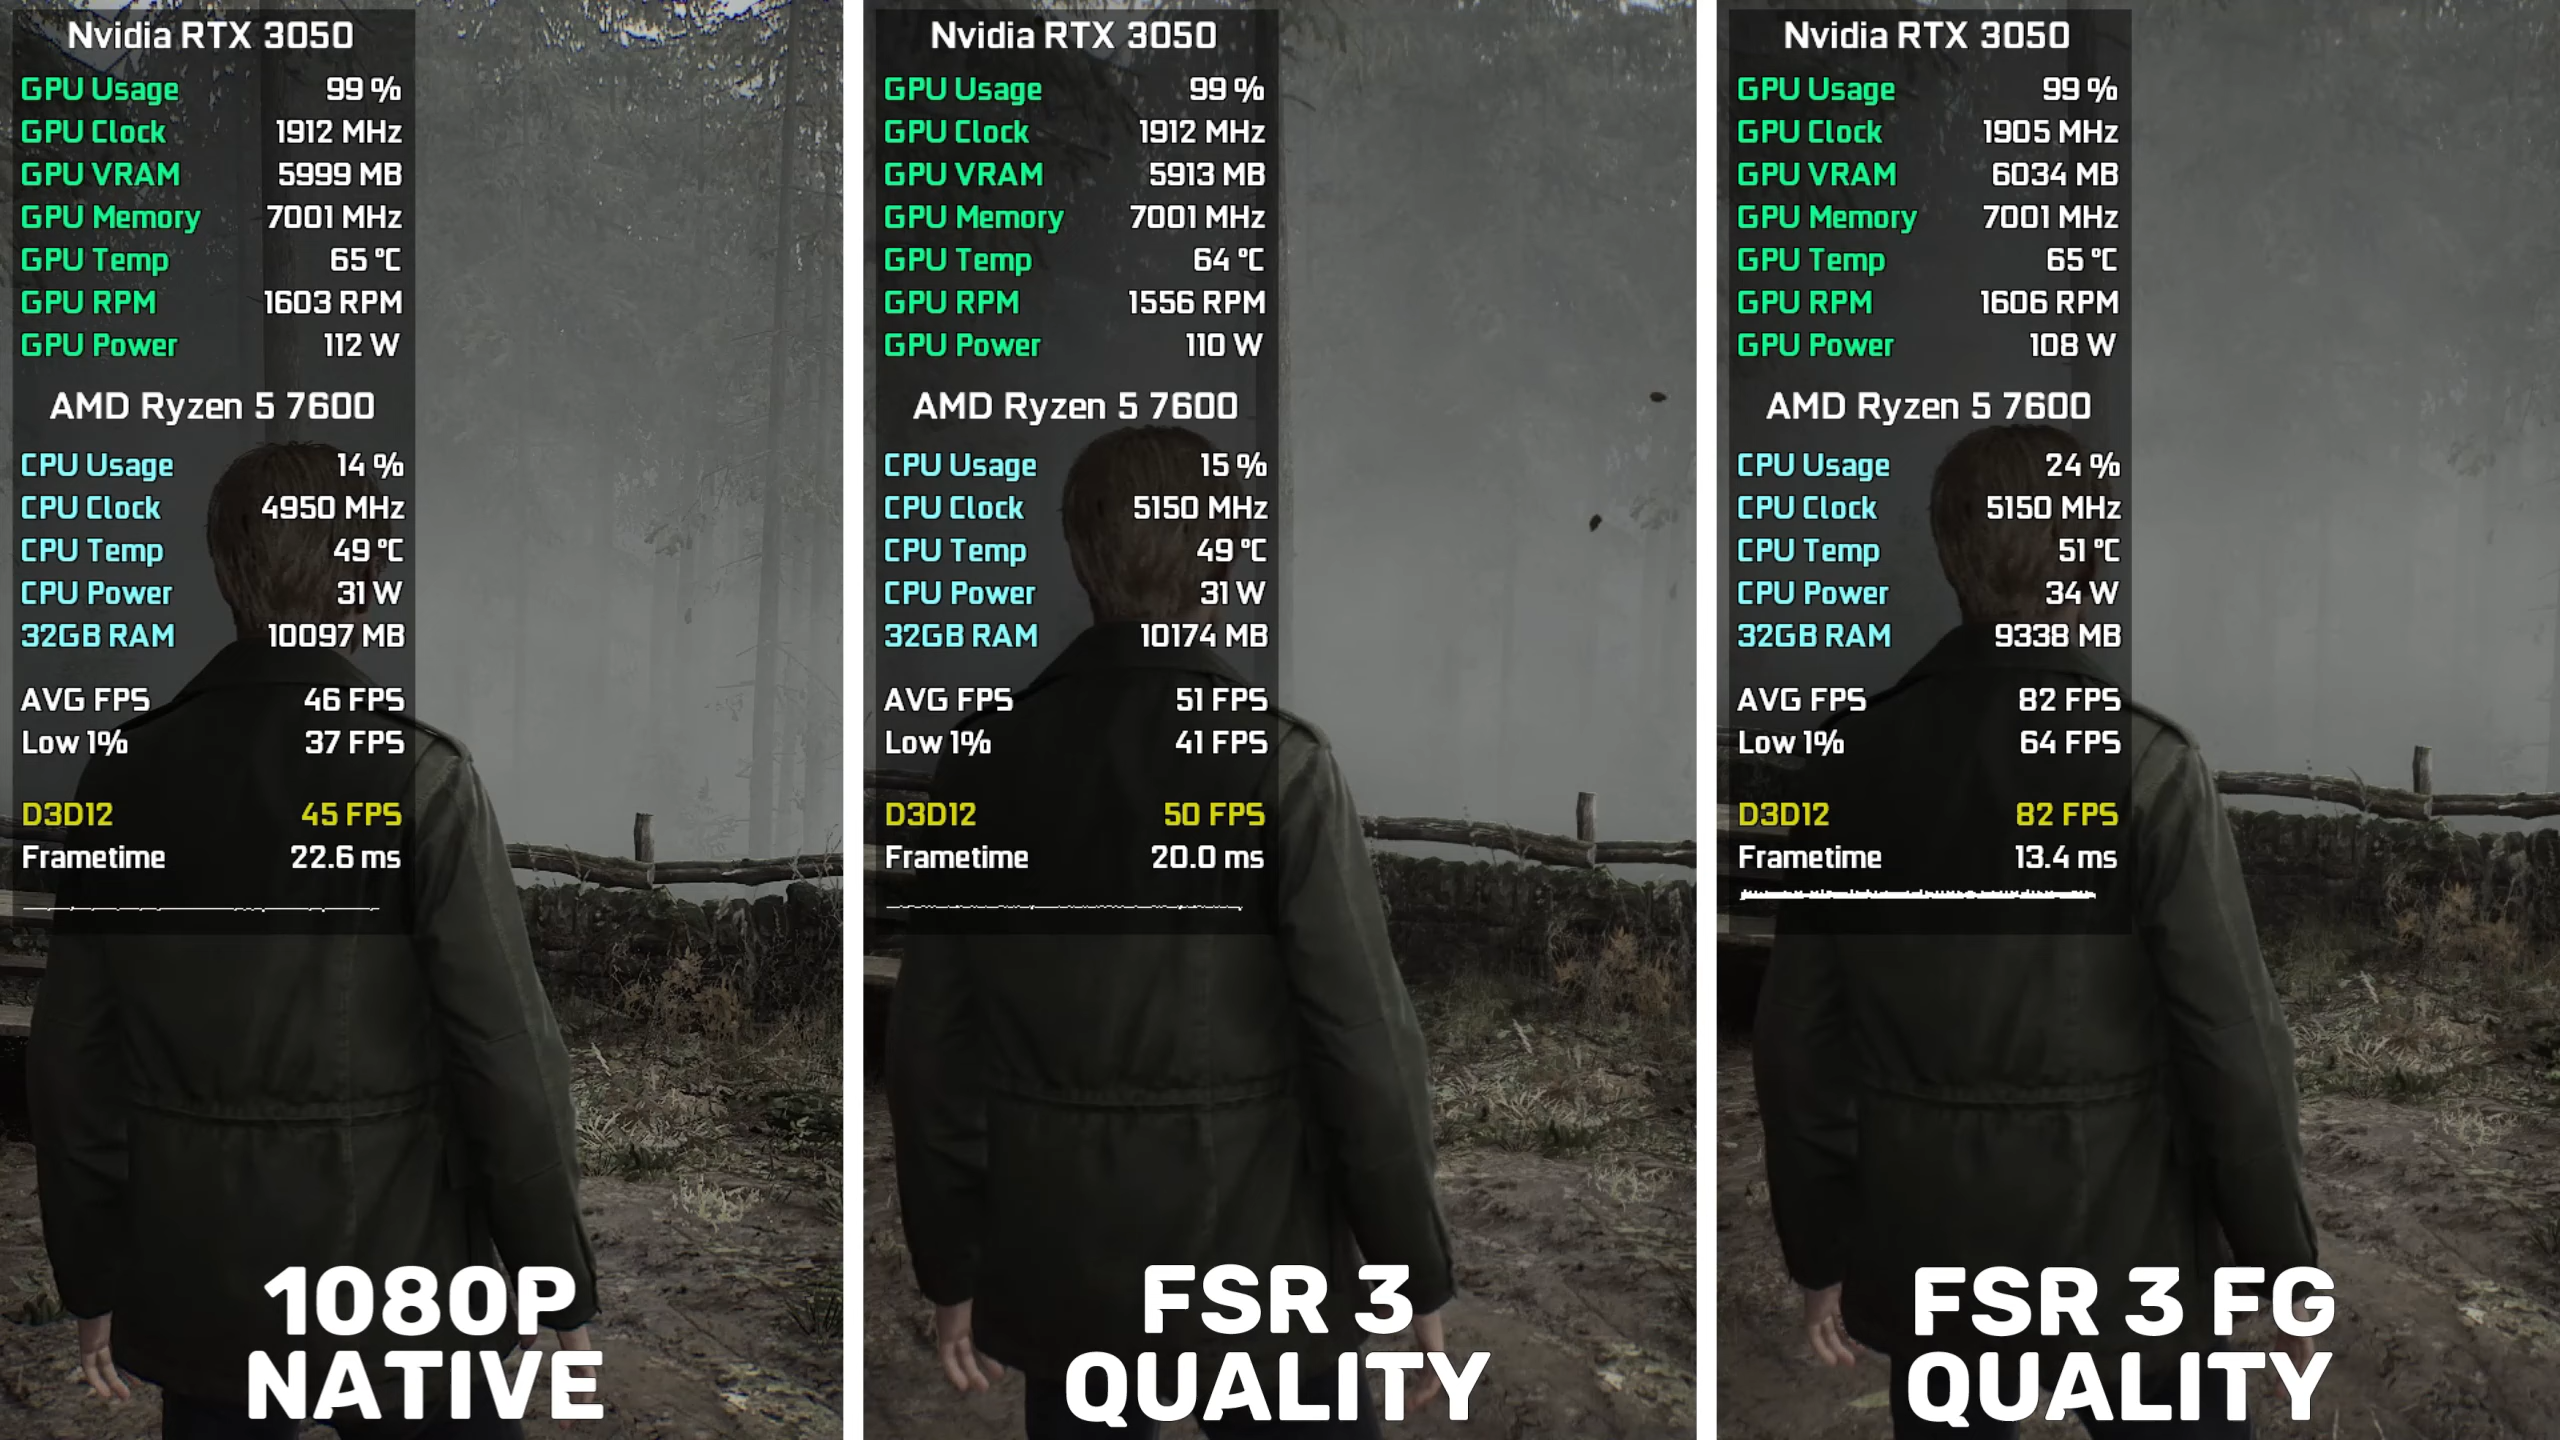 Nvidia RTX 3050
GPU Usage 99 %
GPU Clock 1912 MHz
GPU VRAM 5999 MB
GPU Memory 7001 MHz
GPU Temp 65 °C
GPU RPM 1603 RPM
GPU Power 112 W
AMD Ryzen 5 7600
CPU Usage 14 %
CPU Clock 4950 MHz
CPU Temp 49 °C
CPU Power 31 W
32GB RAM 10097 MB
AVG FPS 46 FPS
Low 1% 37 FPS
D3D12 45 FPS
Frametime 22.6 ms
1080P
NATIVE
Nvidia RTX 3050
GPU Usage 99 %
GPU Clock 1912 MHz
GPU VRAM 5913 MB
GPU Memory 7001 MHz
GPU Temp 64 °C
GPU RPM 1556 RPM
GPU Power 110 W
AMD Ryzen 5 7600
CPU Usage 15 %
CPU Clock 5150 MHz
CPU Temp 49 °C
CPU Power 31 W
32GB RAM 10174 MB
AVG FPS 51 FPS
Low 1% 41 FPS
D3D12 50 FPS
Frametime 20.0 ms
FSR 3
QUALITY
Nvidia RTX 3050
GPU Usage 99 %
GPU Clock 1905 MHz
GPU VRAM 6034 MB
GPU Memory 7001 MHz
GPU Temp 65 °C
GPU RPM 1606 RPM
GPU Power 108 W
AMD Ryzen 5 7600
CPU Usage 24 %
CPU Clock 5150 MHz
CPU Temp 51 °C
CPU Power 34 W
32GB RAM 9338 MB
AVG FPS 82 FPS
Low 1% 64 FPS
D3D12 82 FPS
Frametime 13.4 ms
FSR 3 FG
QUALITY